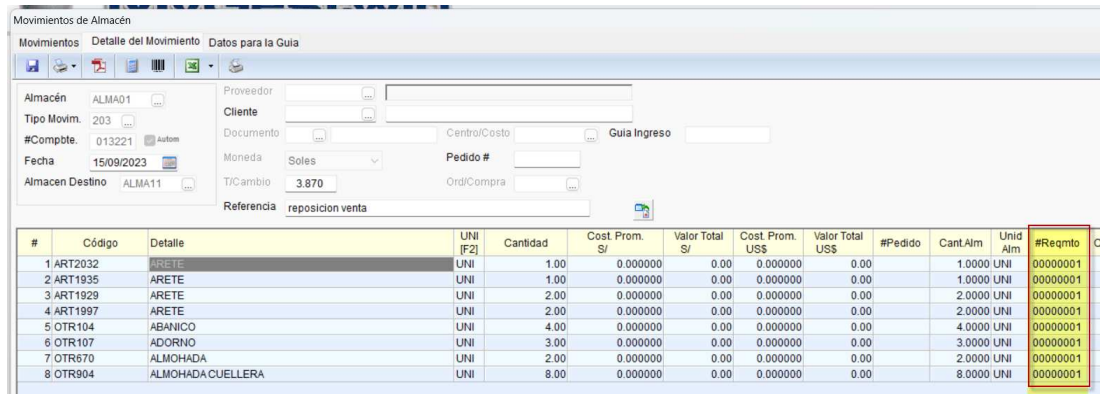 Movimientos de Almacén
Movimientos Detalle del Movimiento Datos para la Guia
Almacén ALMA01 ... Proveedor ...
Tipo Movim. 203 ... Cliente ...
#Compbte. 013221 Autom Documento ... Centro/Costo ... Guia Ingreso
Fecha 15/09/2023 Moneda Soles Pedido #
Almacen Destino ALMA11 ... T/Cambio 3.870 Ord/Compra ...
Referencia reposicion venta
# Código Detalle UNI [F2] Cantidad Cost. Prom. S/ Valor Total S/ Cost. Prom. US$ Valor Total US$ #Pedido Cant.Alm Unid Alm #Reqmto C
1 ART2032 ARETE UNI 1.00 0.000000 0.00 0.000000 0.00 1.0000 UNI 00000001
2 ART1935 ARETE UNI 1.00 0.000000 0.00 0.000000 0.00 1.0000 UNI 00000001
3 ART1929 ARETE UNI 2.00 0.000000 0.00 0.000000 0.00 2.0000 UNI 00000001
4 ART1997 ARETE UNI 2.00 0.000000 0.00 0.000000 0.00 2.0000 UNI 00000001
5 OTR104 ABANICO UNI 4.00 0.000000 0.00 0.000000 0.00 4.0000 UNI 00000001
6 OTR107 ADORNO UNI 3.00 0.000000 0.00 0.000000 0.00 3.0000 UNI 00000001
7 OTR670 ALMOHADA UNI 2.00 0.000000 0.00 0.000000 0.00 2.0000 UNI 00000001
8 OTR904 ALMOHADA CUELLERA UNI 8.00 0.000000 0.00 0.000000 0.00 8.0000 UNI 00000001